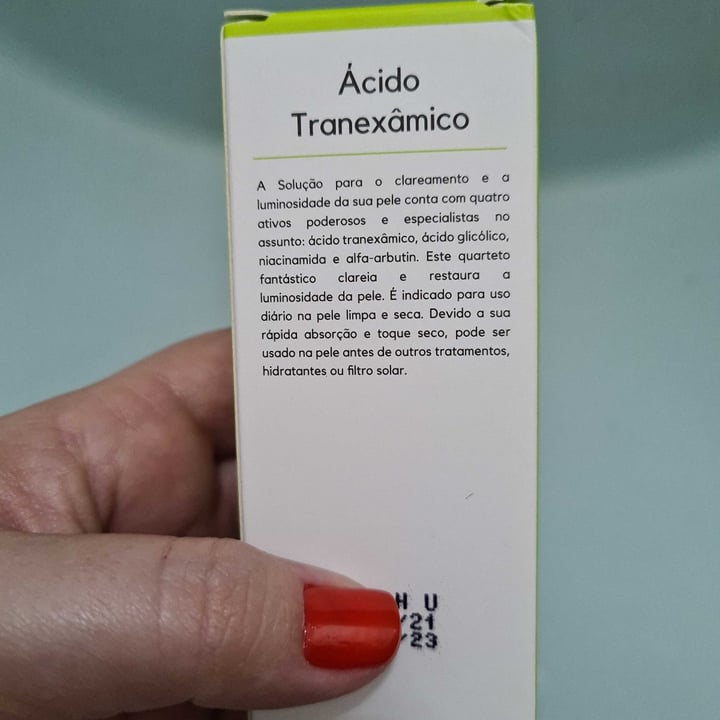 Ácido
Tranexâmico
A Solução para o clareamento e a
luminosidade da sua pele conta com quatro
ativos poderosos e especialistas no
assunto: ácido tranexâmico, ácido glicólico,
niacinamida e alfa-arbutin. Este quarteto
fantástico clareia e restaura a
luminosidade da pele. É indicado para uso
diário na pele limpa e seca. Devido a sua
rápida absorção e toque seco, pode ser
usado na pele antes de outros tratamentos,
hidratantes ou filtro solar.
H U
/21
/23